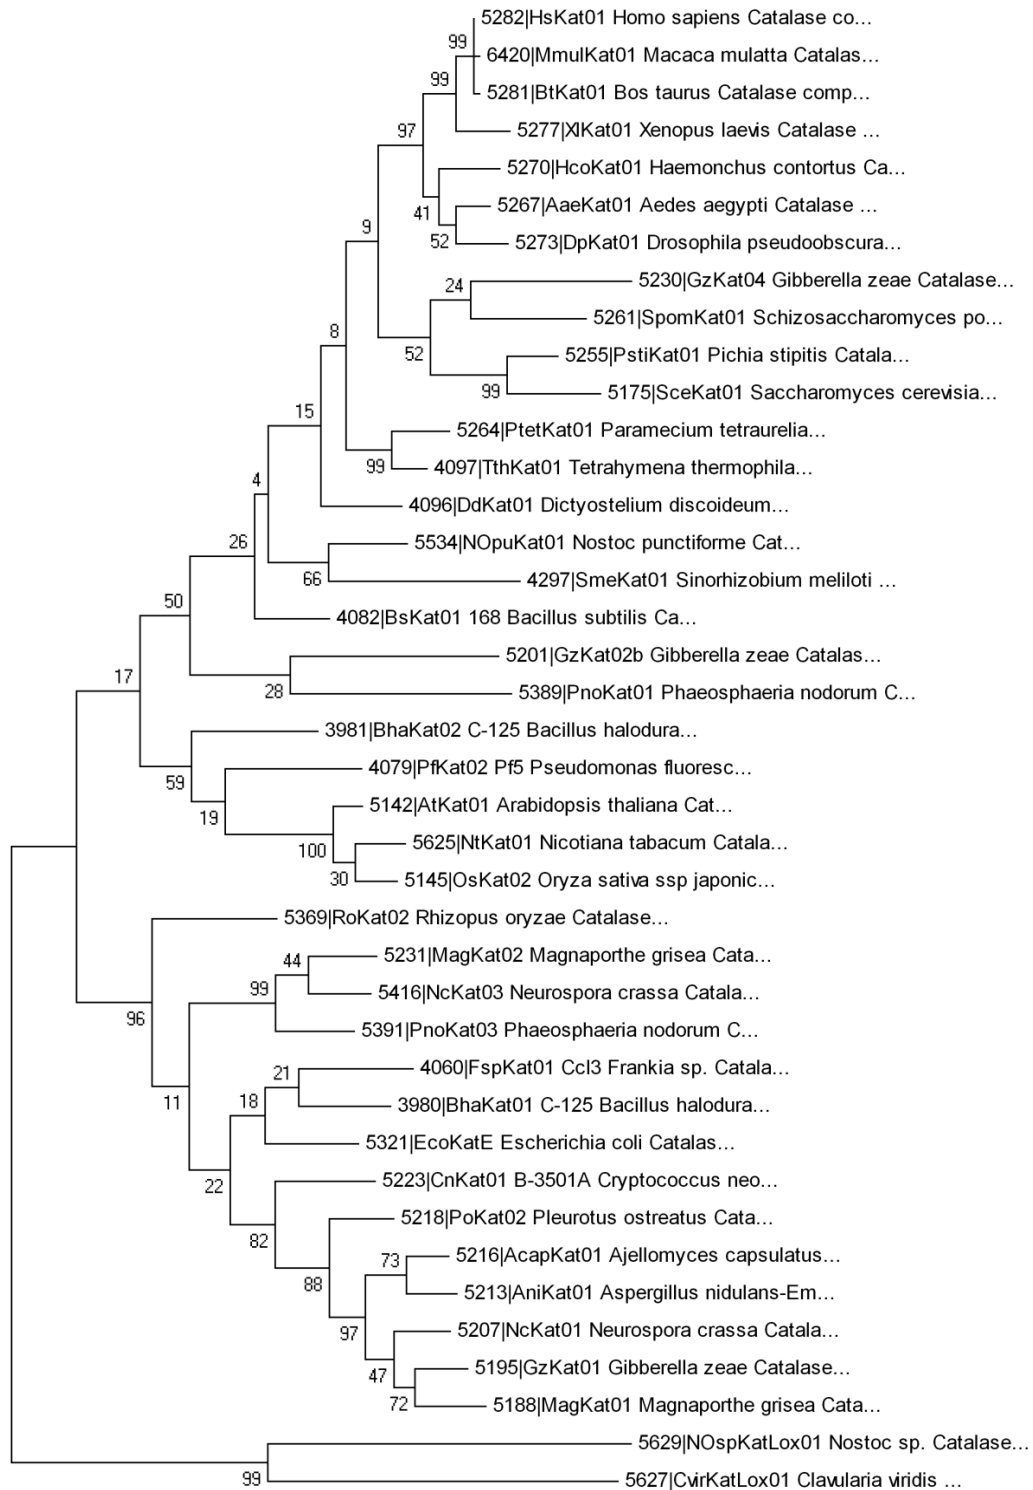 5282|HsKat01 Homo sapiens Catalase co...
99
6420|MmulKat01 Macaca mulatta Catalas...
99
5281|BtKat01 Bos taurus Catalase comp...
97
5277|XlKat01 Xenopus laevis Catalase ...
5270|HcoKat01 Haemonchus contortus Ca...
41
5267|AaeKat01 Aedes aegypti Catalase ...
9
52
5273|DpKat01 Drosophila pseudoobscura...
24
5230|GzKat04 Gibberella zeae Catalase...
5261|SpomKat01 Schizosaccharomyces po...
8
52
5255|PstiKat01 Pichia stipitis Catala...
99
5175|SceKat01 Saccharomyces cerevisia...
15
5264|PtetKat01 Paramecium tetraurelia...
99
4097|TthKat01 Tetrahymena thermophila...
4
4096|DdKat01 Dictyostelium discoideum...
26
5534|NOpuKat01 Nostoc punctiforme Cat...
66
4297|SmeKat01 Sinorhizobium meliloti ...
50
4082|BsKat01 168 Bacillus subtilis Ca...
5201|GzKat02b Gibberella zeae Catalas...
17
28
5389|PnoKat01 Phaeosphaeria nodorum C...
3981|BhaKat02 C-125 Bacillus halodura...
59
4079|PfKat02 Pf5 Pseudomonas fluoresc...
19
5142|AtKat01 Arabidopsis thaliana Cat...
100
5625|NtKat01 Nicotiana tabacum Catala...
30
5145|OsKat02 Oryza sativa ssp japonic...
5369|RoKat02 Rhizopus oryzae Catalase...
44
5231|MagKat02 Magnaporthe grisea Cata...
99
5416|NcKat03 Neurospora crassa Catala...
96
5391|PnoKat03 Phaeosphaeria nodorum C...
21
4060|FspKat01 CcI3 Frankia sp. Catala...
11
18
3980|BhaKat01 C-125 Bacillus halodura...
5321|EcoKatE Escherichia coli Catalas...
22
5223|CnKat01 B-3501A Cryptococcus neo...
82
5218|PoKat02 Pleurotus ostreatus Cata...
73
5216|AcapKat01 Ajellomyces capsulatus...
88
5213|AniKat01 Aspergillus nidulans-Em...
97
5207|NcKat01 Neurospora crassa Catala...
47
5195|GzKat01 Gibberella zeae Catalase...
72
5188|MagKat01 Magnaporthe grisea Cata...
5629|NOspKatLox01 Nostoc sp. Catalase...
99
5627|CvirKatLox01 Clavularia viridis ...